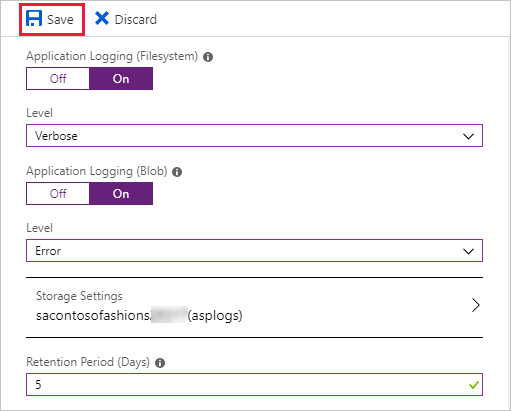 Save Discard
Application Logging (Filesystem)
Off On
Level
Verbose
Application Logging (Blob)
Off On
Level
Error
Storage Settings
sacontosofashions (asplogs)
Retention Period (Days)
5